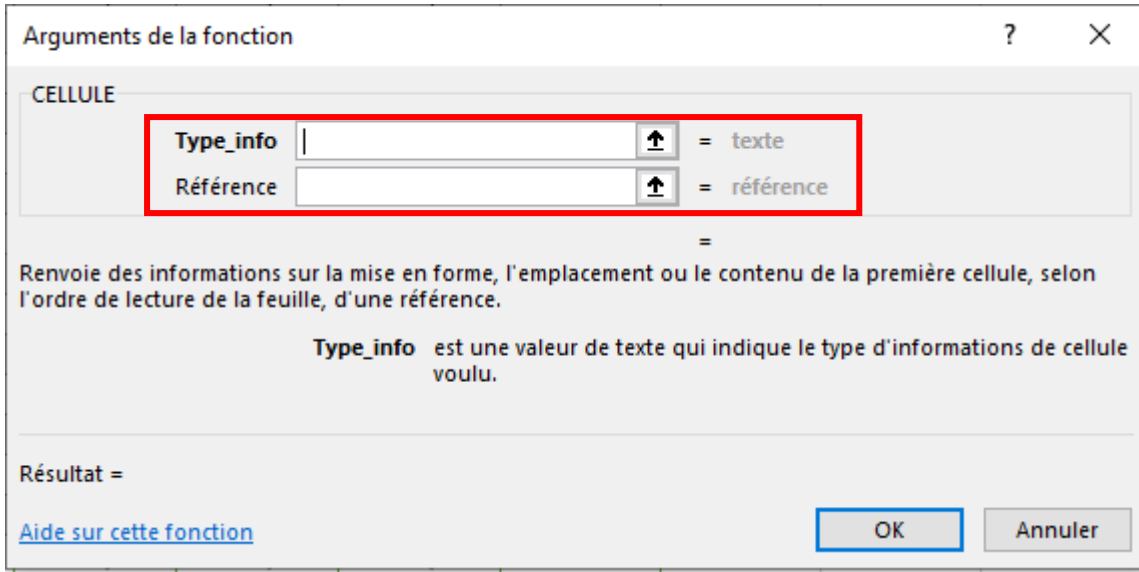 Arguments de la fonction ? ×
CELLULE
Type_info = texte
Référence = référence
=
Renvoie des informations sur la mise en forme, l'emplacement ou le contenu de la première cellule, selon
l'ordre de lecture de la feuille, d'une référence.
Type_info est une valeur de texte qui indique le type d'informations de cellule
voulu.
Résultat =
Aide sur cette fonction OK Annuler